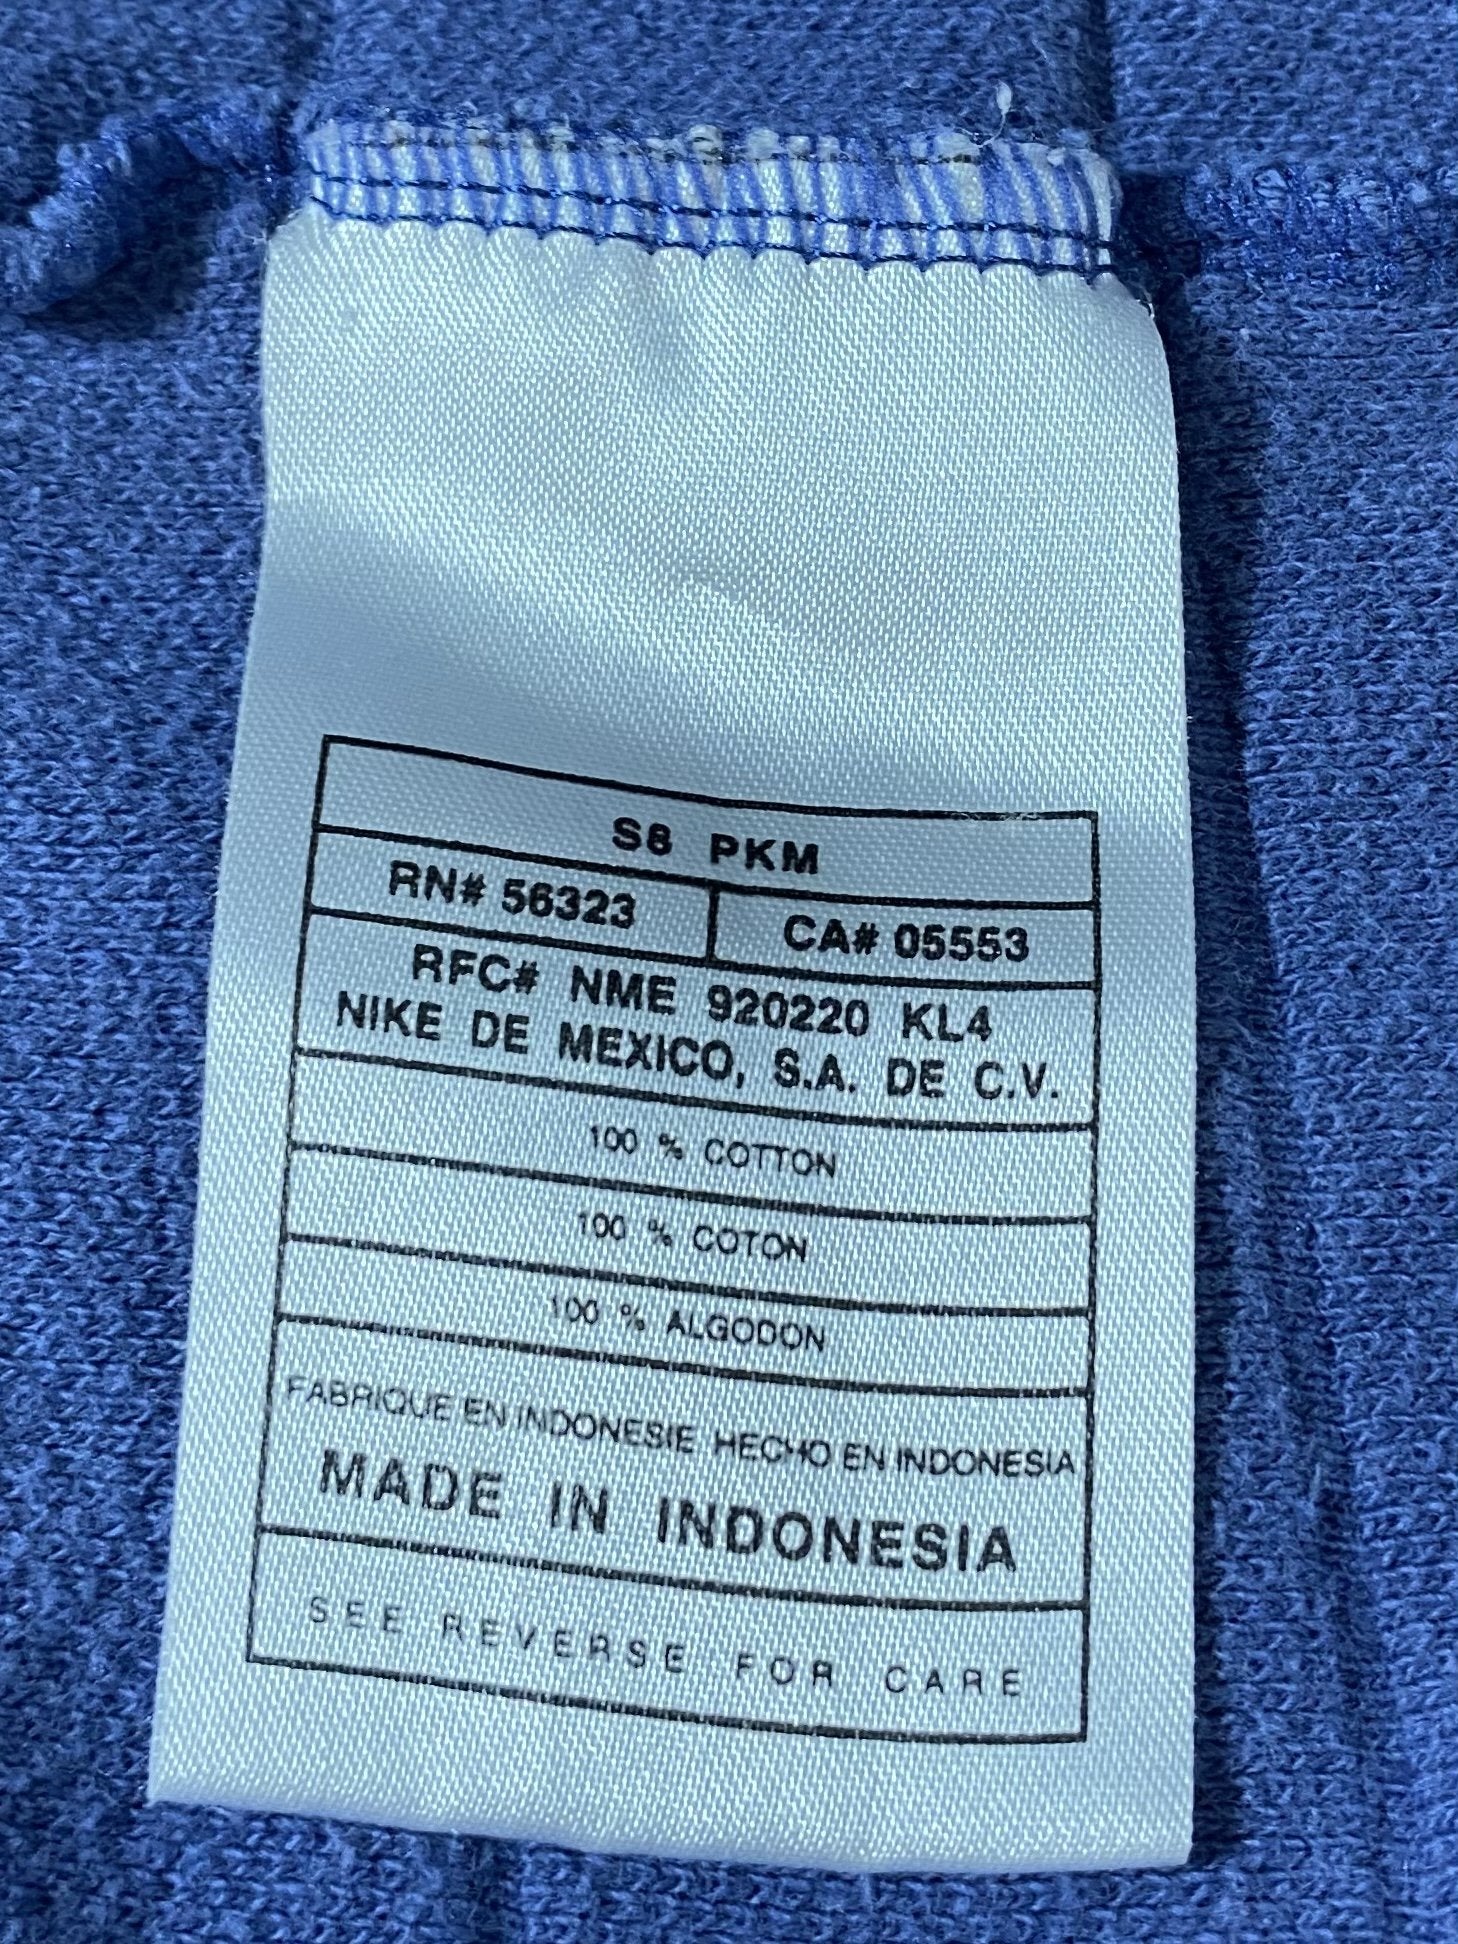 S8 PKM
RN# 56323 CA# 05553
RFC# NME 920220 KL4
NIKE DE MEXICO, S.A. DE C.V.
100 % COTTON
100 % COTON
100 % ALGODON
FABRIQUE EN INDONESIE HECHO EN INDONESIA
MADE IN INDONESIA
SEE REVERSE FOR CARE